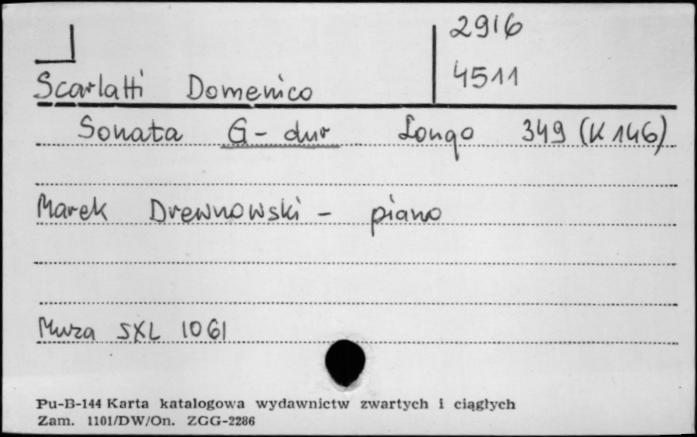 2916
4511
Scarlatti Domenico
Sonata G-dur Longo 349 (K 146)
Marek Drewnowski - piano
Muza SXL 1061
Pu-B-144 Karta katalogowa wydawnictw zwartych i ciągłych
Zam. 1101/DW/On. ZGG-2286